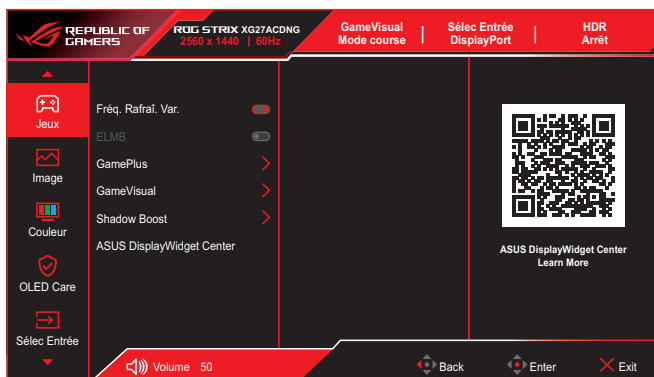 REPUBLIC OF GAMERS
ROG STRIX XG27ACDNG
2560 x 1440 | 60Hz
GameVisual
Mode course
Sélec Entrée
DisplayPort
HDR
Arrêt
Jeux
Image
Couleur
OLED Care
Sélec Entrée
Fréq. Rafraî. Var.
ELMB
GamePlus
GameVisual
Shadow Boost
ASUS DisplayWidget Center
ASUS DisplayWidget Center
Learn More
Volume 50
Back
Enter
Exit